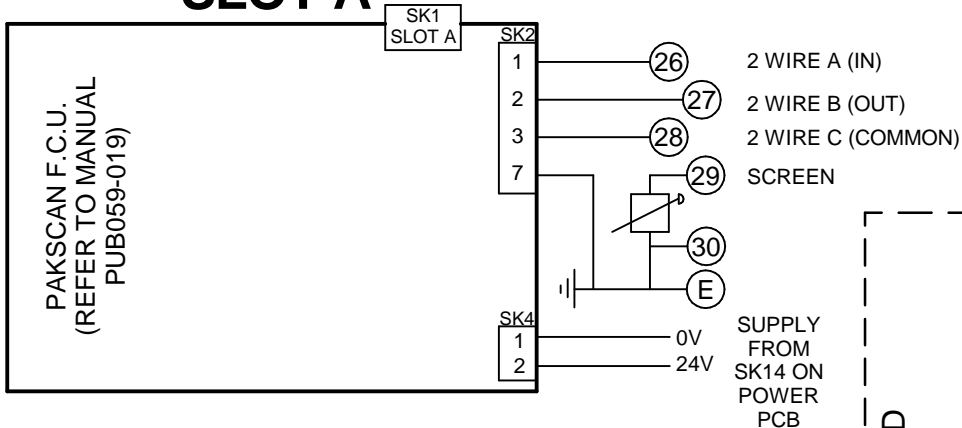 SLOT A
SK1
SLOT A
PAKSCAN F.C.U.
(REFER TO MANUAL
PUB059-019)
SK2
1
2
3
7
26
2 WIRE A (IN)
27
2 WIRE B (OUT)
28
2 WIRE C (COMMON)
29
SCREEN
30
E
SK4
1
2
0V
24V
SUPPLY
FROM
SK14 ON
POWER
PCB
D